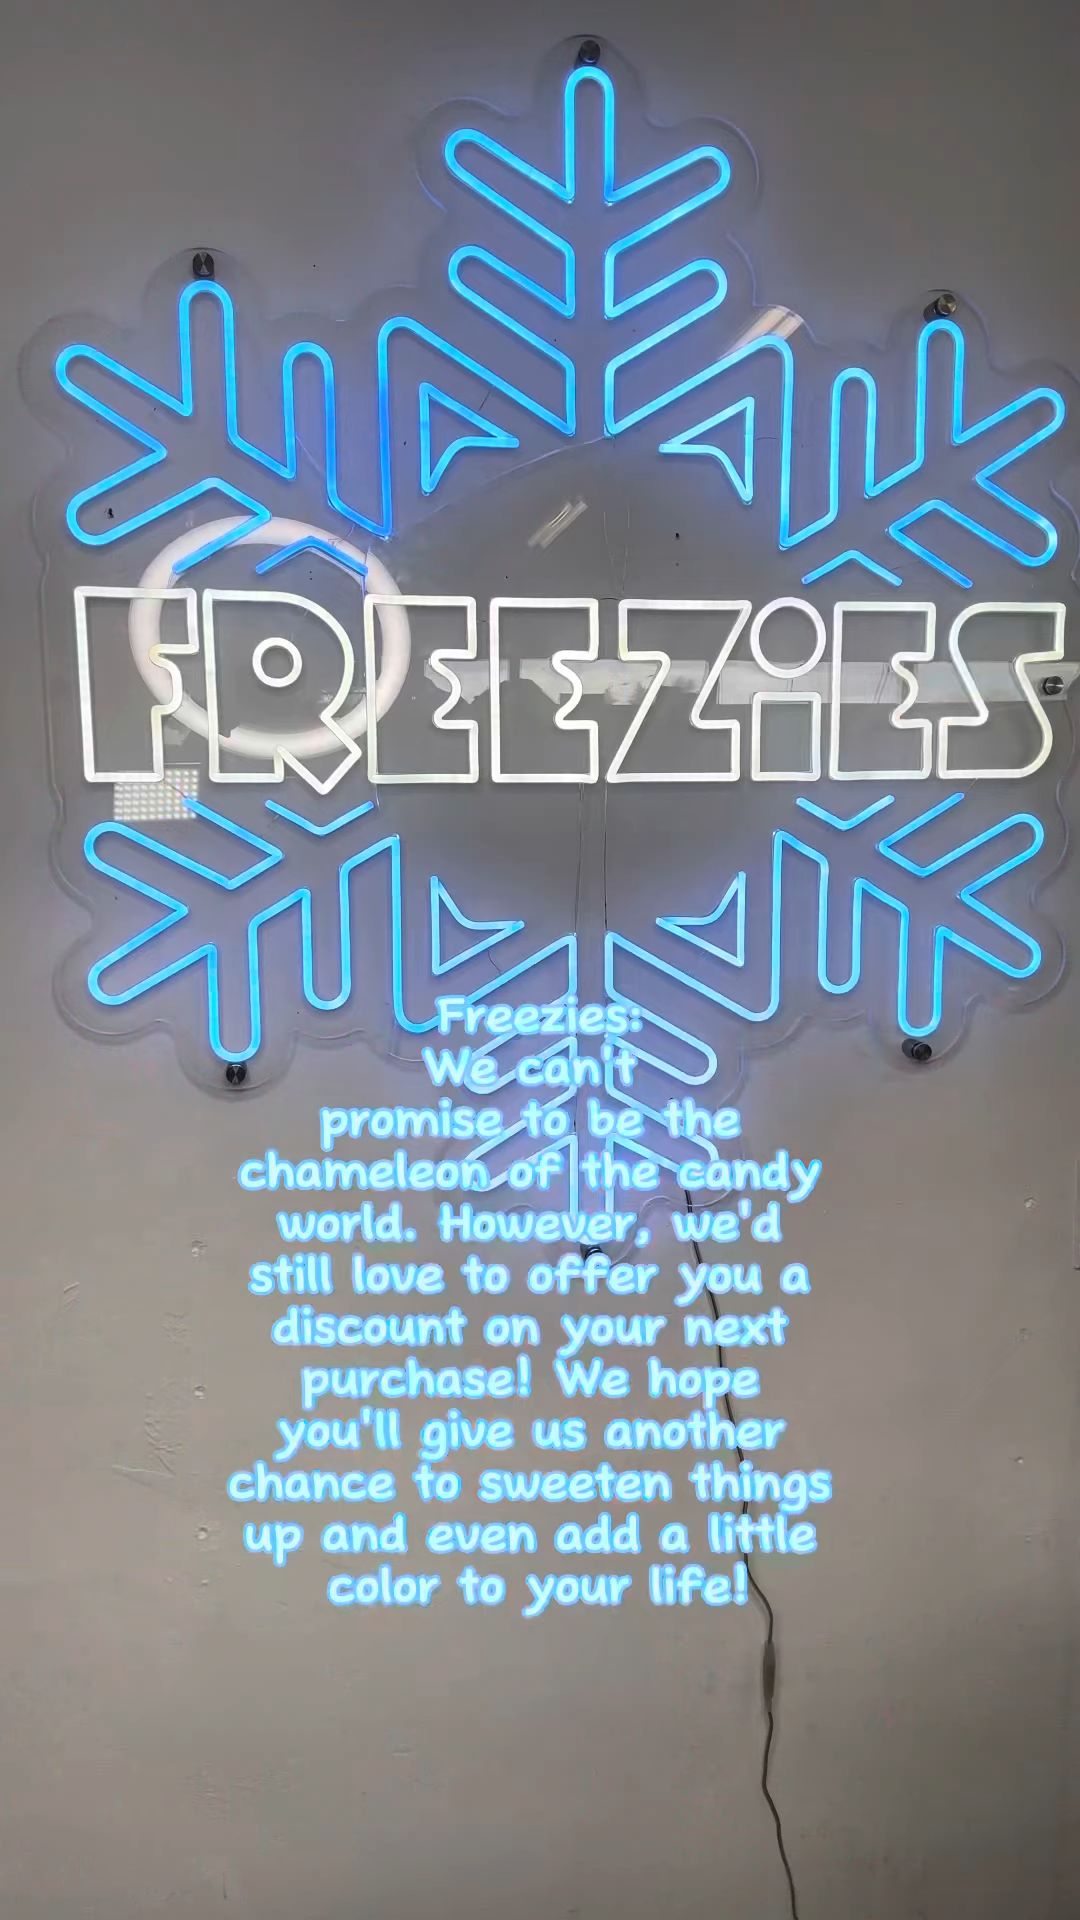 FREEZiES
Freezies:
We can't
promise to be the
chameleon of the candy
world. However, we'd
still love to offer you a
discount on your next
purchase! We hope
you'll give us another
chance to sweeten things
up and even add a little
color to your life!